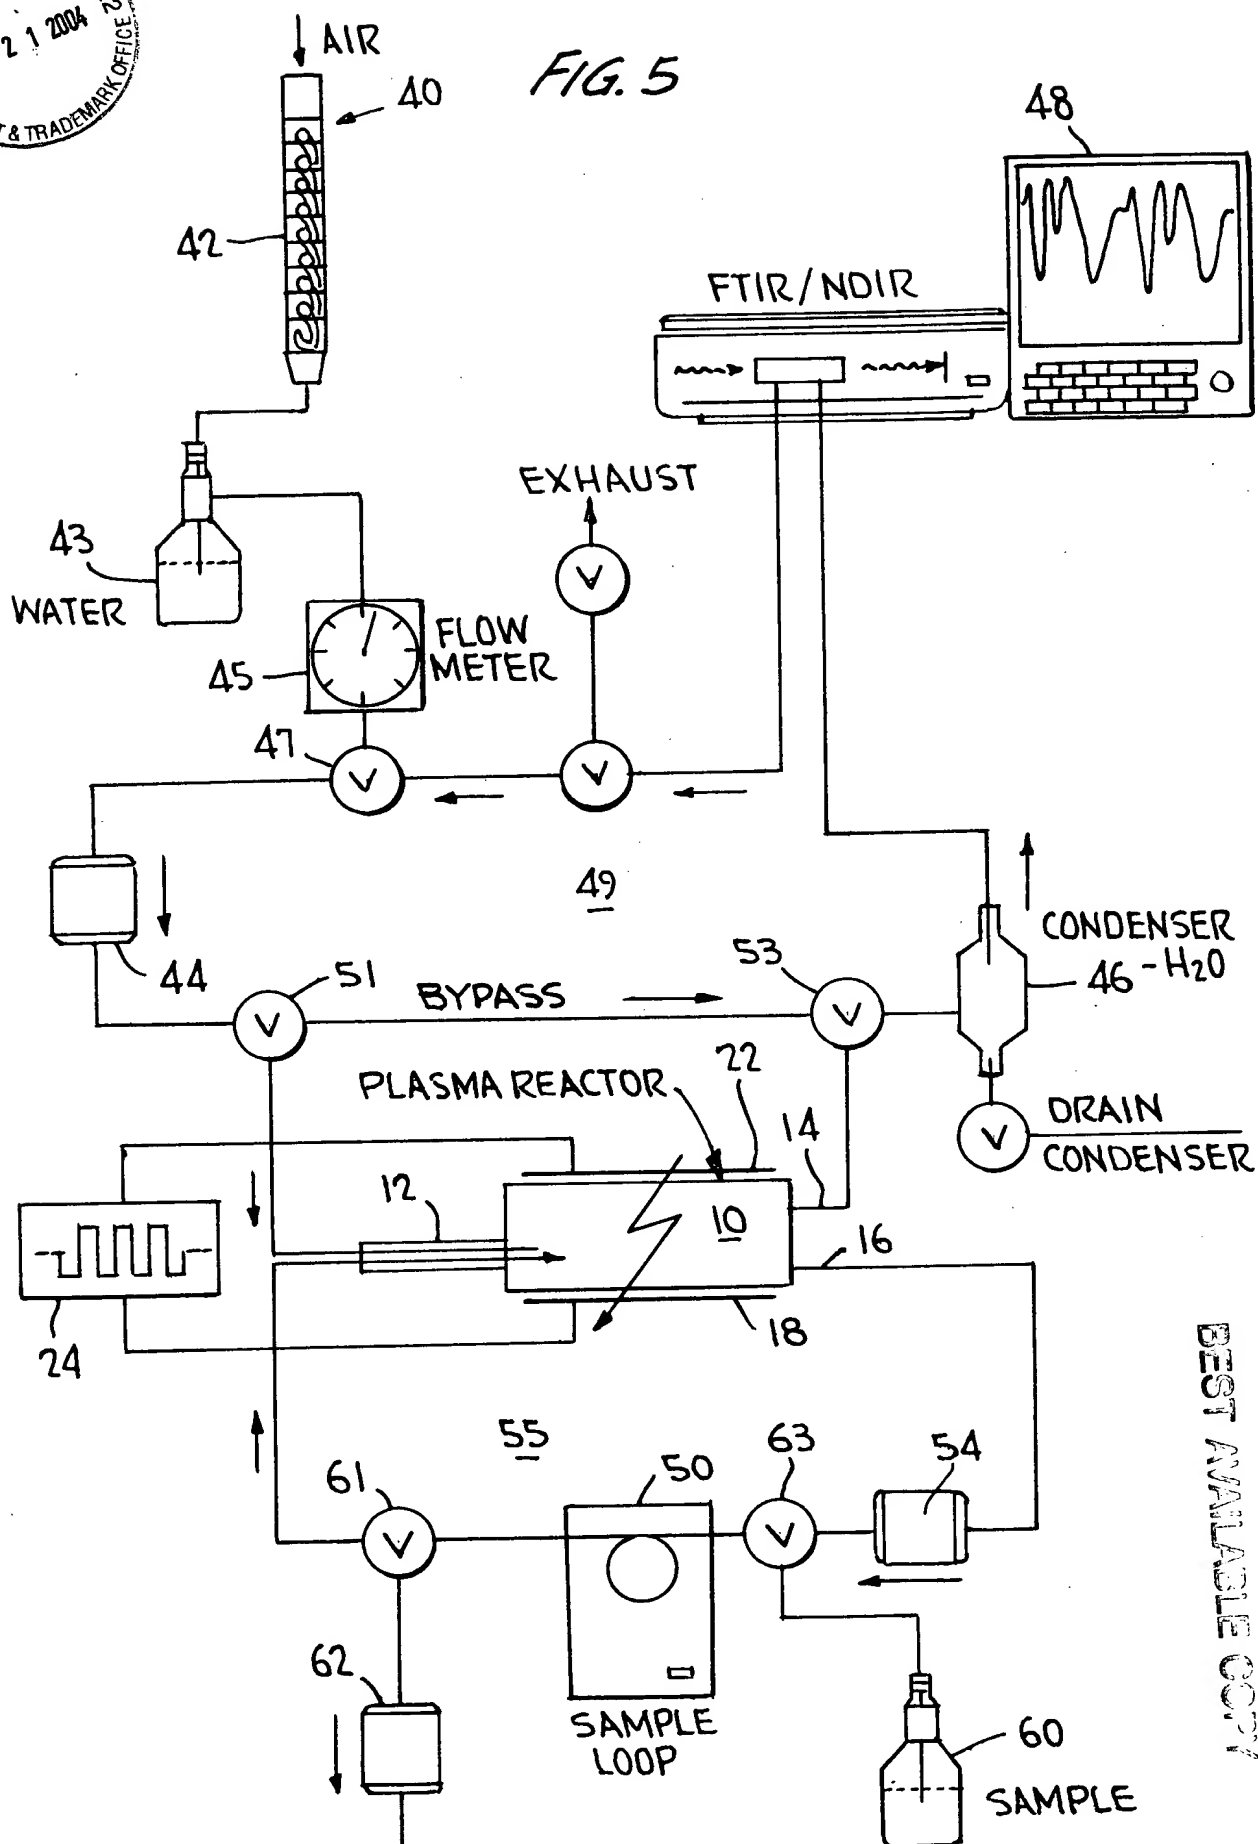 2 1 2004
T & TRADEMARK OFFICE
AIR
FIG. 5
40
48
42
FTIR/NDIR
EXHAUST
43
WATER
V
FLOW
METER
45
47
V
V
49
CONDENSER
46 - H2O
44
51
BYPASS
53
V
V
PLASMA REACTOR
22
14
DRAIN
CONDENSER
V
12
10
16
24
18
55
50
63
54
61
V
V
62
SAMPLE
LOOP
60
SAMPLE
BEST AVAILABLE COPY